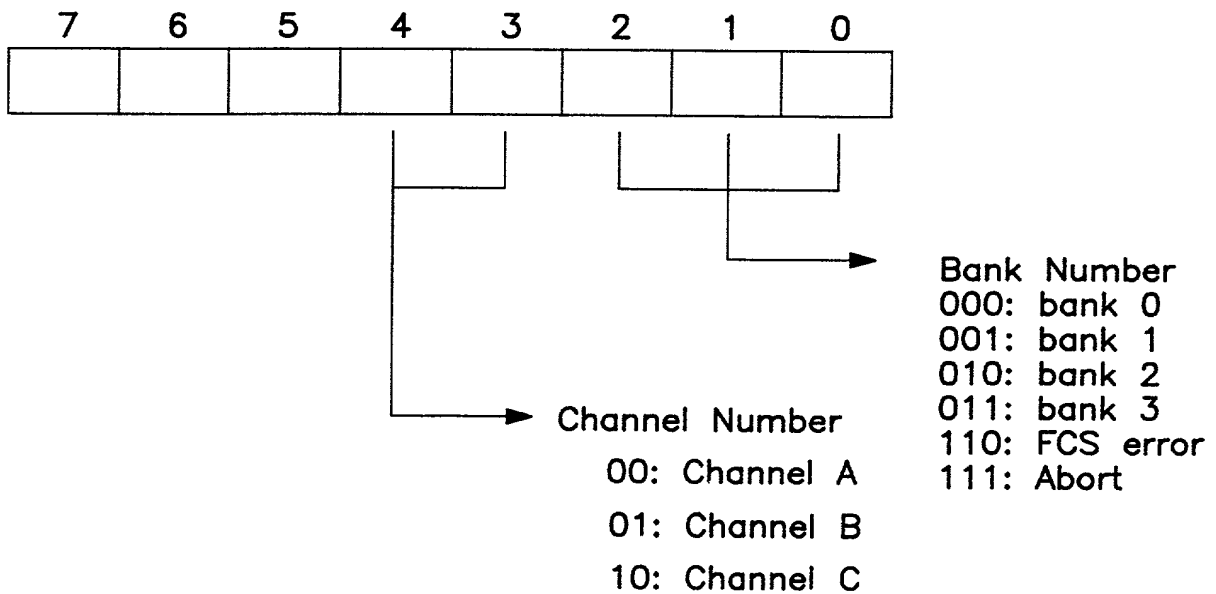 7 6 5 4 3 2 1 0
Bank Number
000: bank 0
001: bank 1
010: bank 2
011: bank 3
110: FCS error
111: Abort
Channel Number
00: Channel A
01: Channel B
10: Channel C